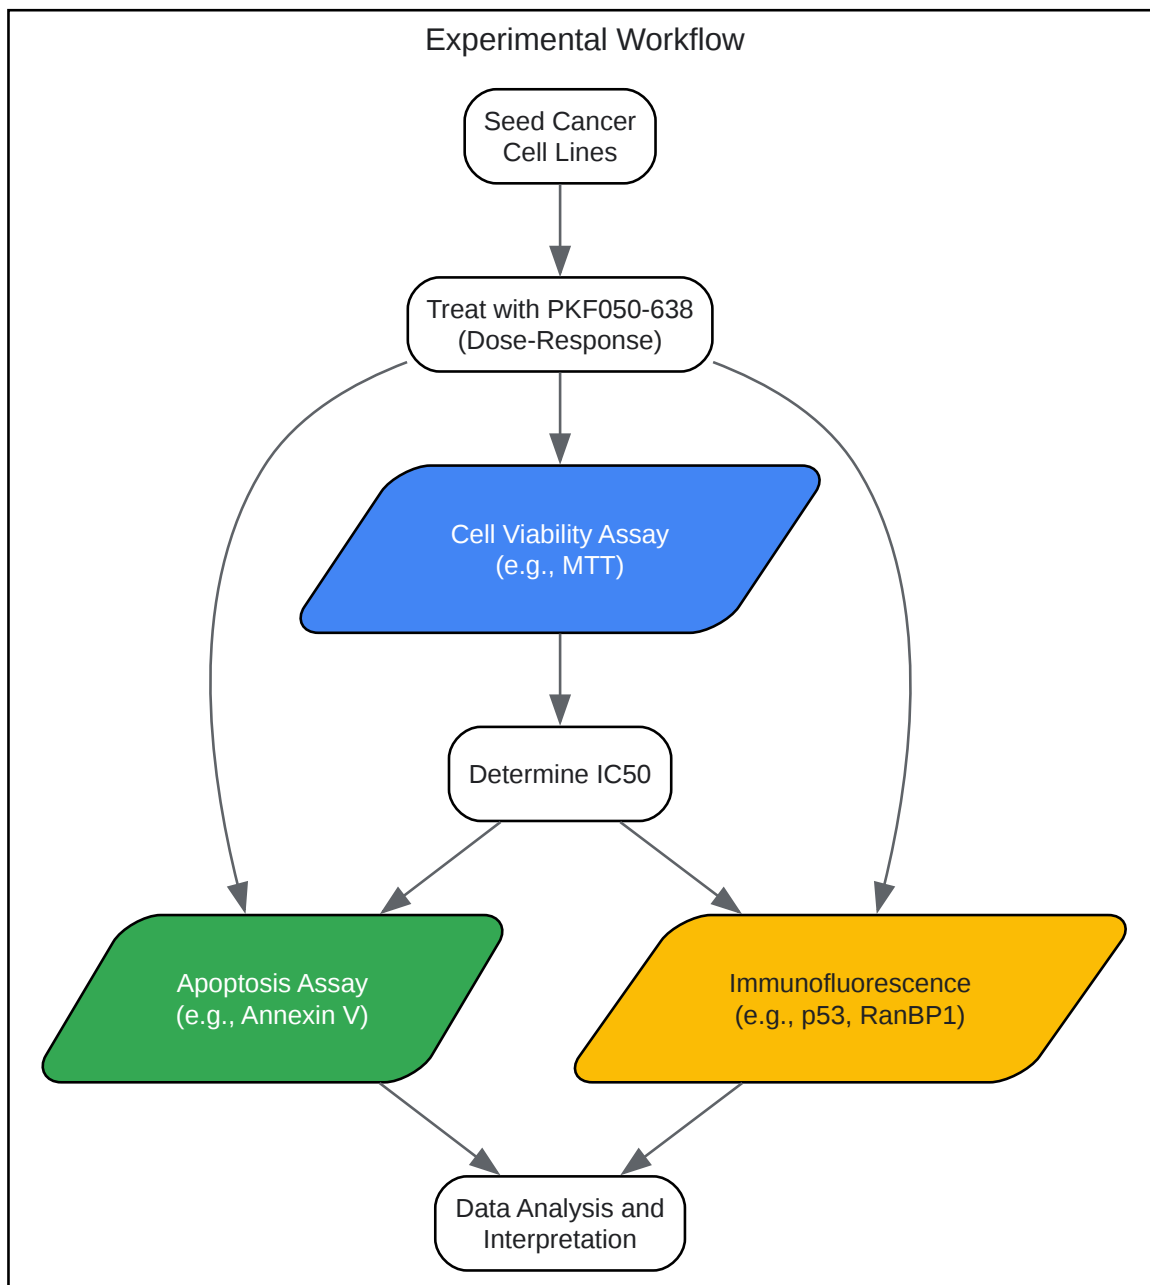 Experimental Workflow
Seed Cancer
Cell Lines
Treat with PKF050-638
(Dose-Response)
Cell Viability Assay
(e.g., MTT)
Determine IC50
Apoptosis Assay
(e.g., Annexin V)
Immunofluorescence
(e.g., p53, RanBP1)
Data Analysis and
Interpretation